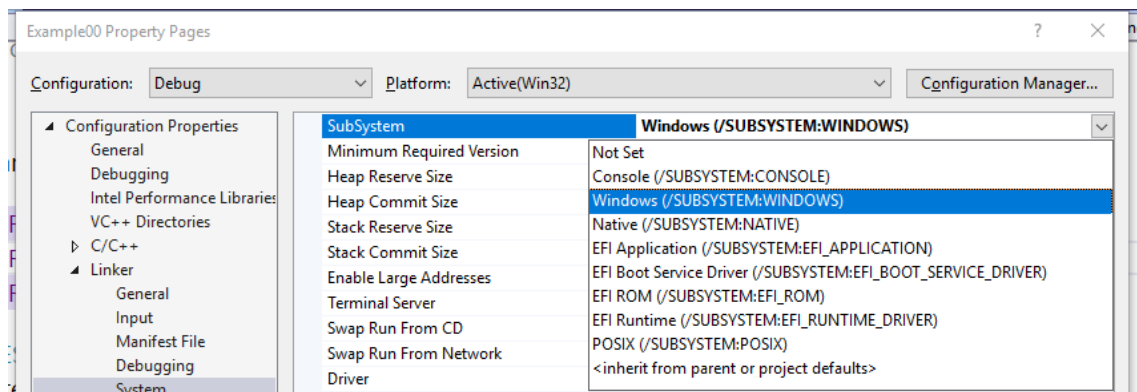 Example00 Property Pages
Configuration: Debug Platform: Active(Win32) Configuration Manager...
Configuration Properties
General
Debugging
Intel Performance Libraries
VC++ Directories
C/C++
Linker
General
Input
Manifest File
Debugging
System
SubSystem Windows (/SUBSYSTEM:WINDOWS)
Minimum Required Version
Heap Reserve Size
Heap Commit Size
Stack Reserve Size
Stack Commit Size
Enable Large Addresses
Terminal Server
Swap Run From CD
Swap Run From Network
Driver
Not Set
Console (/SUBSYSTEM:CONSOLE)
Windows (/SUBSYSTEM:WINDOWS)
Native (/SUBSYSTEM:NATIVE)
EFI Application (/SUBSYSTEM:EFI_APPLICATION)
EFI Boot Service Driver (/SUBSYSTEM:EFI_BOOT_SERVICE_DRIVER)
EFI ROM (/SUBSYSTEM:EFI_ROM)
EFI Runtime (/SUBSYSTEM:EFI_RUNTIME_DRIVER)
POSIX (/SUBSYSTEM:POSIX)
<inherit from parent or project defaults>